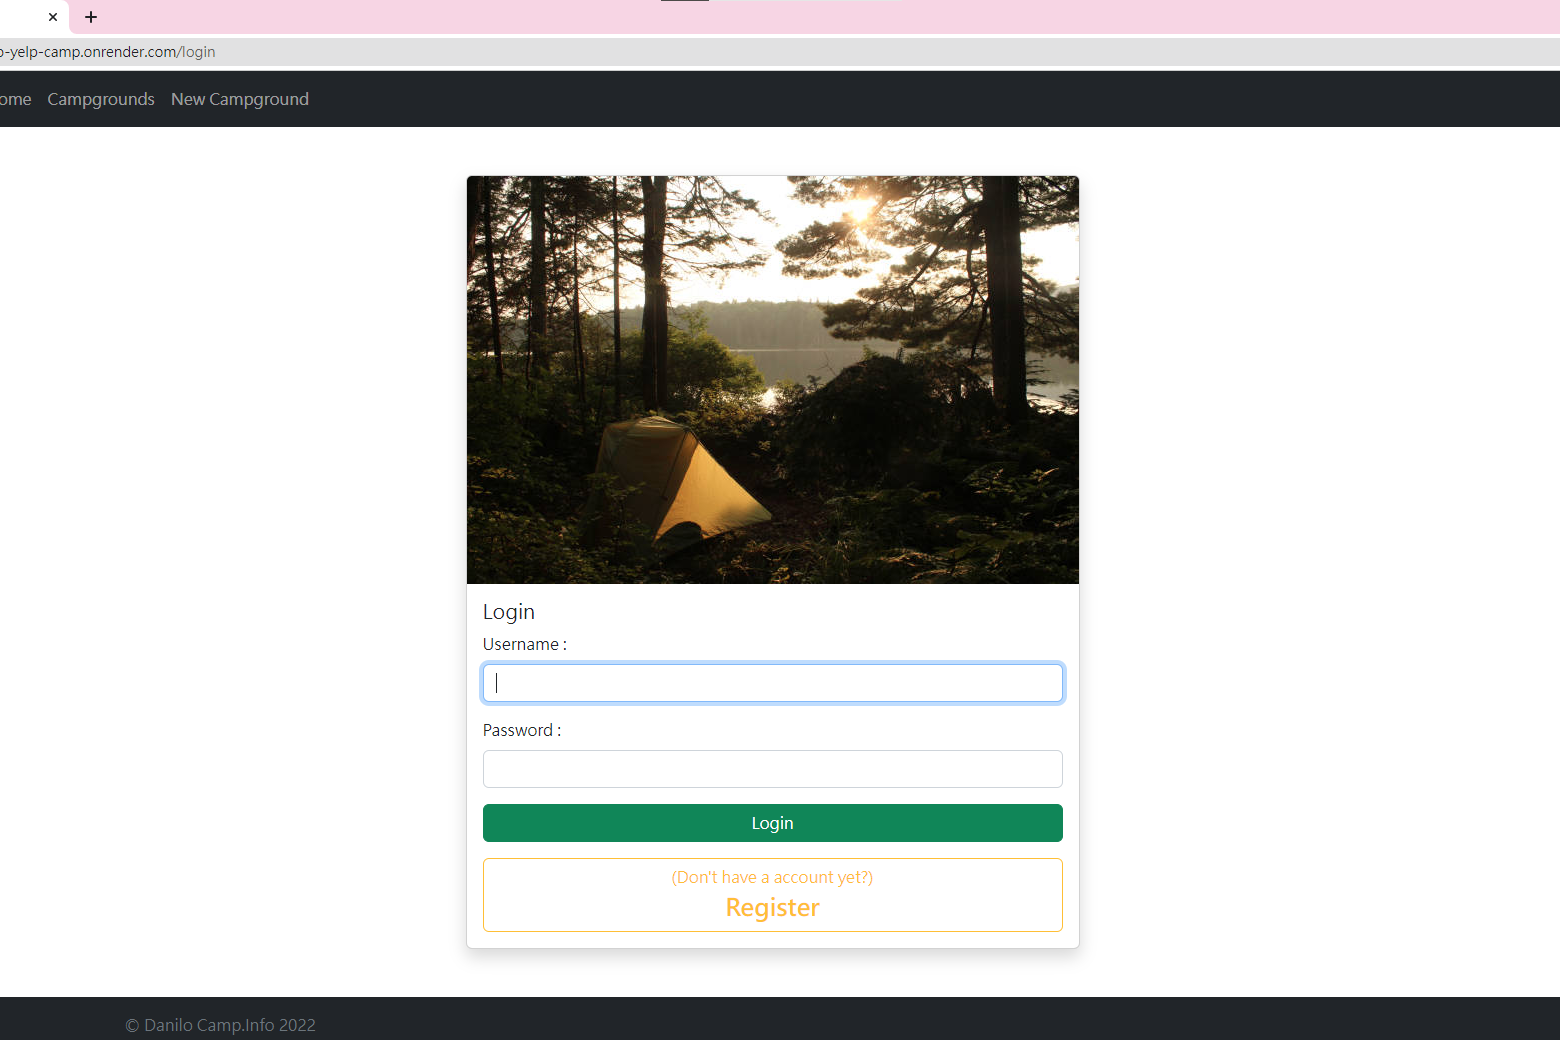 -yelp-camp.onrender.com/login
ome Campgrounds New Campground
Login
Username :
Password :
Login
(Don't have a account yet?)
Register
© Danilo Camp.Info 2022